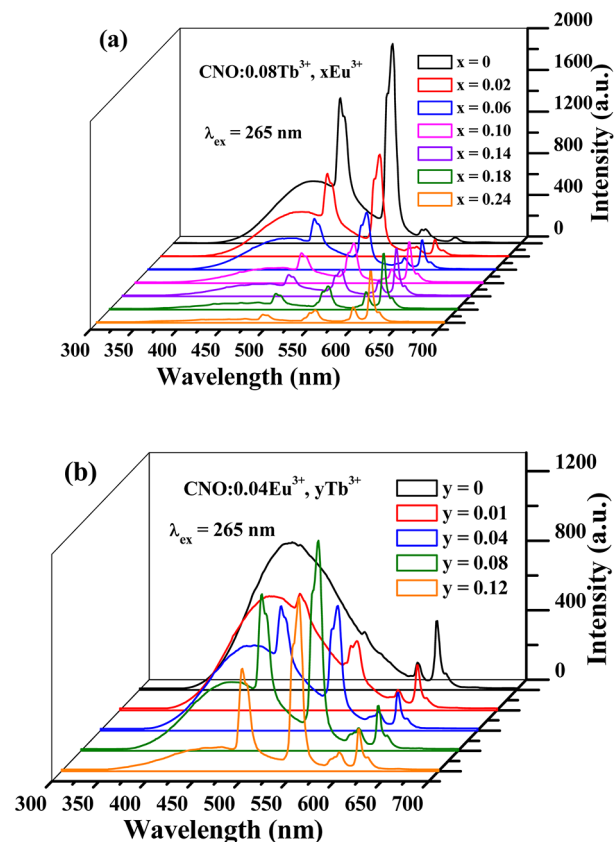 (a)
2000
CNO:0.08Tb³⁺, xEu³⁺
λex = 265 nm
x = 0
x = 0.02
x = 0.06
x = 0.10
x = 0.14
x = 0.18
x = 0.24
1600
1200
800
400
0
Intensity (a.u.)
300 350 400 450 500 550 600 650 700
Wavelength (nm)
(b)
1200
CNO:0.04Eu³⁺, yTb³⁺
λex = 265 nm
y = 0
y = 0.01
y = 0.04
y = 0.08
y = 0.12
800
400
0
Intensity (a.u.)
300 350 400 450 500 550 600 650 700
Wavelength (nm)